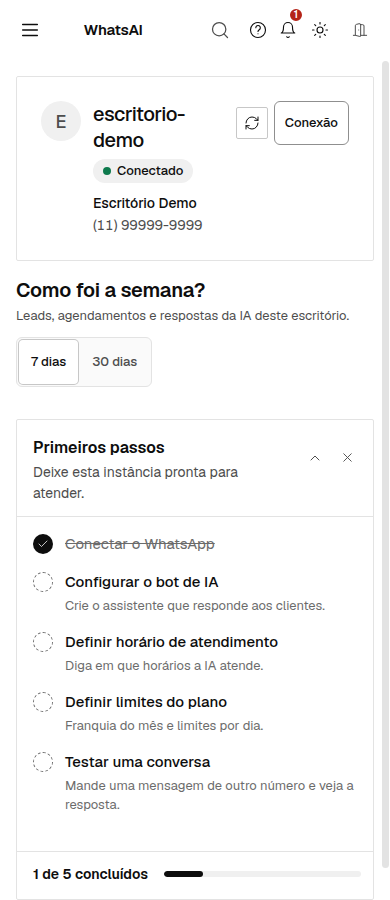 WhatsAI
1
E
escritorio-
demo
Conexão
Conectado
Escritório Demo
(11) 99999-9999
Como foi a semana?
Leads, agendamentos e respostas da IA deste escritório.
7 dias
30 dias
Primeiros passos
Deixe esta instância pronta para
atender.
Conectar o WhatsApp
Configurar o bot de IA
Crie o assistente que responde aos clientes.
Definir horário de atendimento
Diga em que horários a IA atende.
Definir limites do plano
Franquia do mês e limites por dia.
Testar uma conversa
Mande uma mensagem de outro número e veja a
resposta.
1 de 5 concluídos